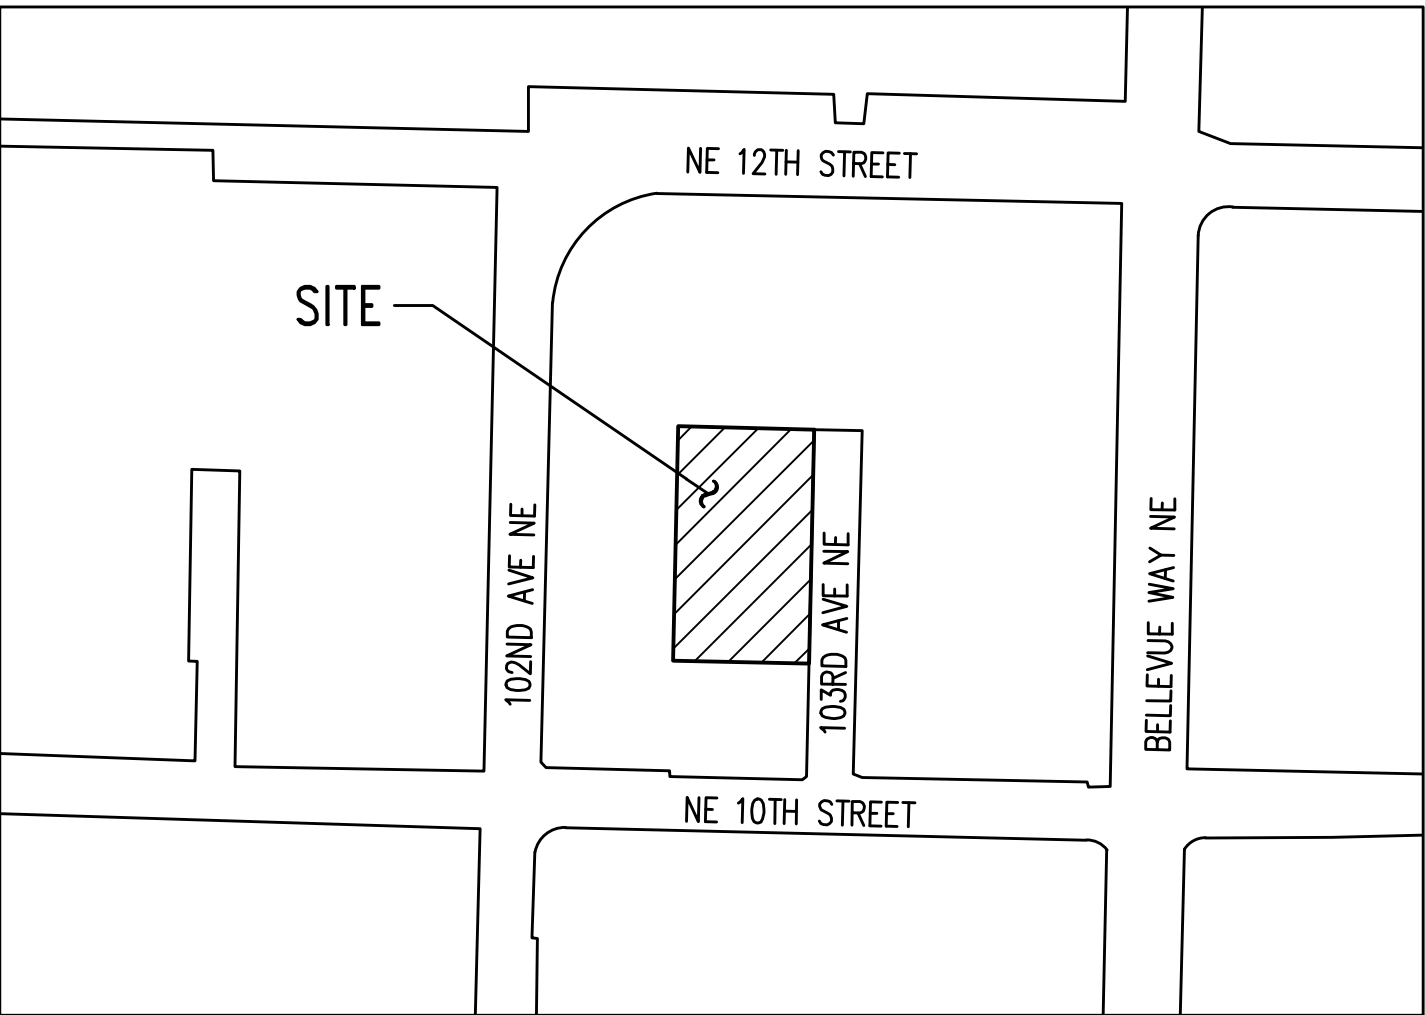 NE 12TH STREET
SITE
102ND AVE NE
103RD AVE NE
BELLEVUE WAY NE
NE 10TH STREET